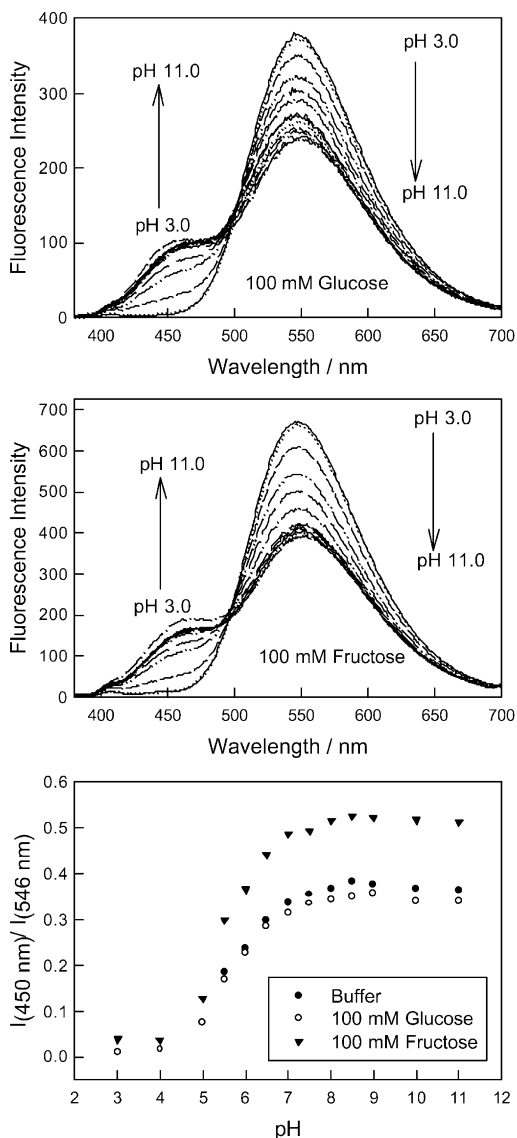 400
300
200
100
0
Fluorescence Intensity
pH 11.0
pH 3.0
pH 3.0
pH 11.0
100 mM Glucose
400 450 500 550 600 650 700
Wavelength / nm
700
600
500
400
300
200
100
0
Fluorescence Intensity
pH 11.0
pH 3.0
pH 3.0
pH 11.0
100 mM Fructose
400 450 500 550 600 650 700
Wavelength / nm
0.6
0.5
0.4
0.3
0.2
0.1
0.0
I(450 nm)/ I(546 nm)
Buffer
100 mM Glucose
100 mM Fructose
2 3 4 5 6 7 8 9 10 11 12
pH